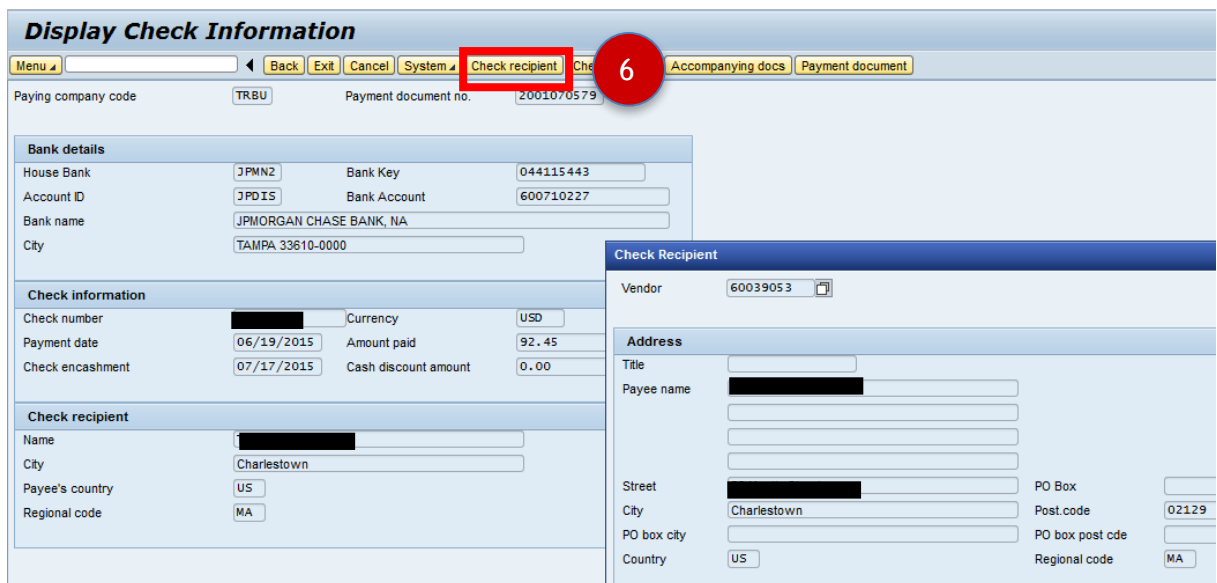 Display Check Information
Menu Back Exit Cancel System Check recipient Che 6 Accompanying docs Payment document
Paying company code TRBU Payment document no. 2001070579
Bank details
House Bank JPMN2 Bank Key 044115443
Account ID JPDIS Bank Account 600710227
Bank name JPMORGAN CHASE BANK, NA
City TAMPA 33610-0000
Check information
Check number Currency USD
Payment date 06/19/2015 Amount paid 92.45
Check encashment 07/17/2015 Cash discount amount 0.00
Check recipient
Name
City Charlestown
Payee's country US
Regional code MA
Check Recipient
Vendor 60039053
Address
Title
Payee name
Street PO Box
City Charlestown Post.code 02129
PO box city PO box post cde
Country US Regional code MA